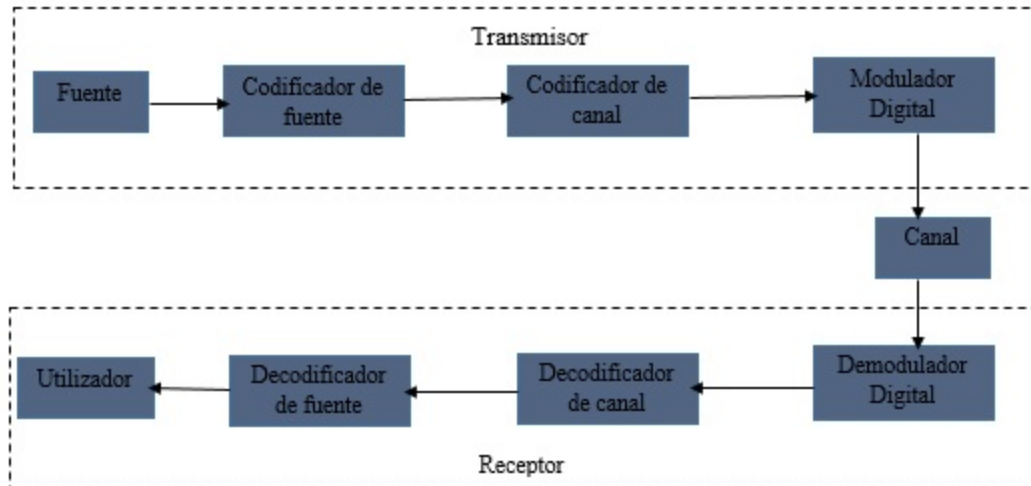 Transmisor
Fuente
Codificador de
fuente
Codificador de
canal
Modulador
Digital
Canal
Demodulador
Digital
Decodificador
de canal
Decodificador
de fuente
Utilizador
Receptor